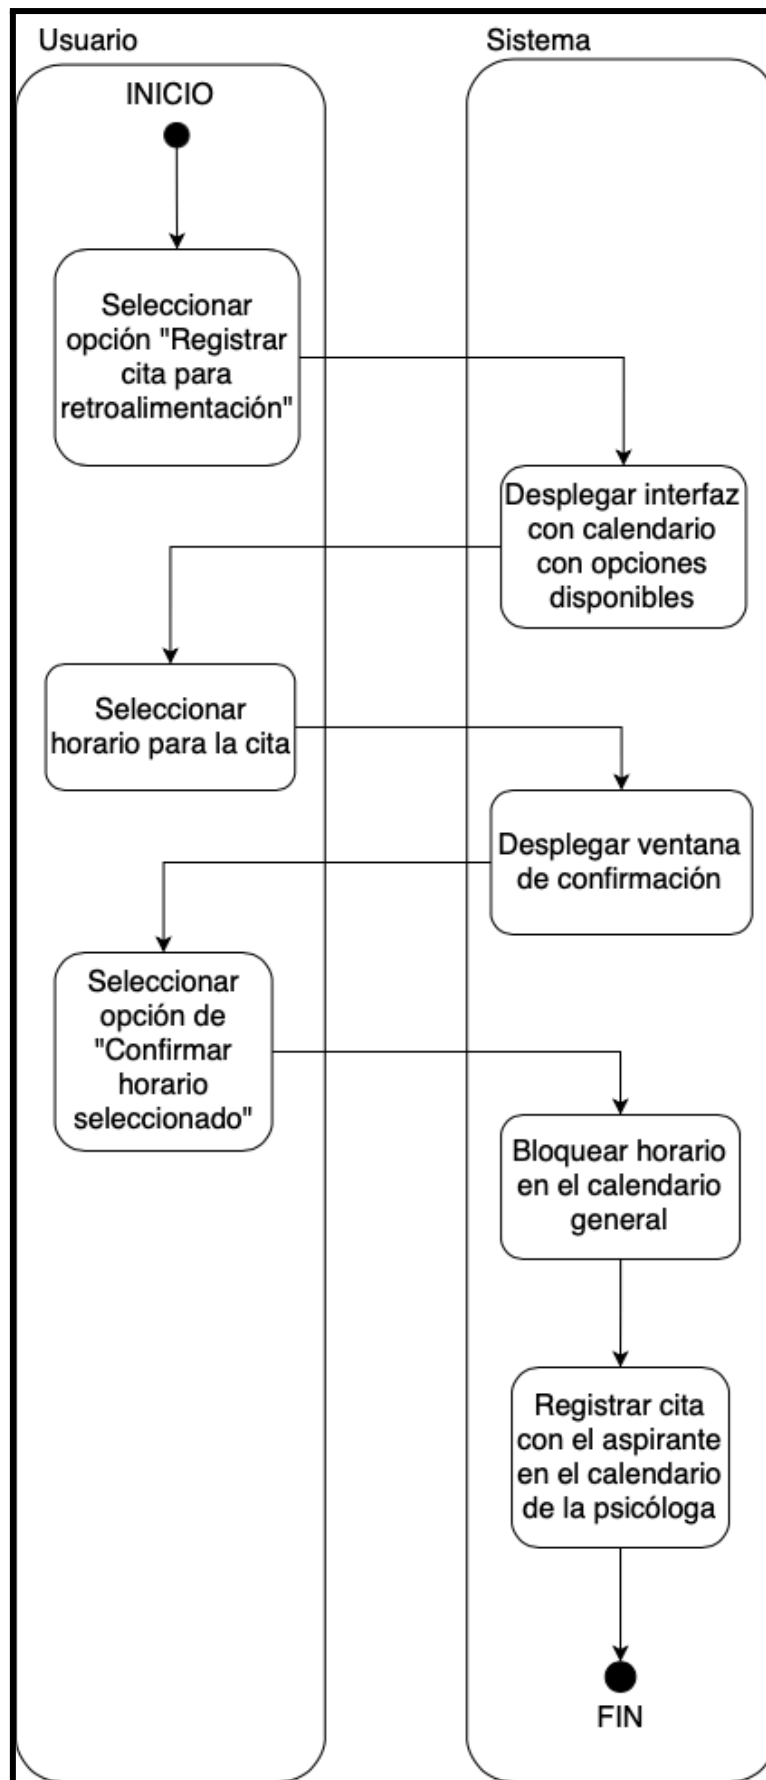 Usuario
Sistema
INICIO
Seleccionar
opción "Registrar
cita para
retroalimentación"
Desplegar interfaz
con calendario
con opciones
disponibles
Seleccionar
horario para la cita
Desplegar ventana
de confirmación
Seleccionar
opción de
"Confirmar
horario
seleccionado"
Bloquear horario
en el calendario
general
Registrar cita
con el aspirante
en el calendario
de la psicóloga
FIN